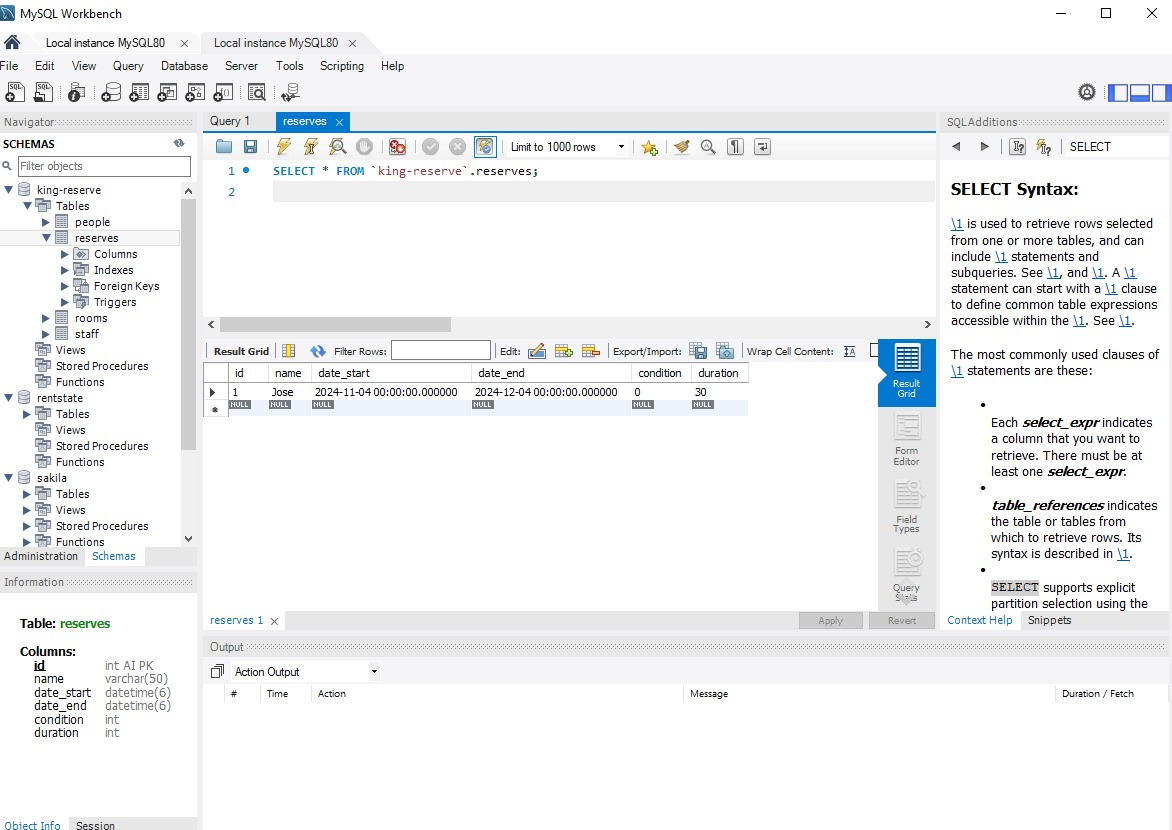 MySQL Workbench
Local instance MySQL80 Local instance MySQL80
File Edit View Query Database Server Tools Scripting Help
Navigator
SCHEMAS
Filter objects
king-reserve
Tables
people
reserves
Columns
Indexes
Foreign Keys
Triggers
rooms
staff
Views
Stored Procedures
Functions
rentstate
Tables
Views
Stored Procedures
Functions
sakila
Tables
Views
Stored Procedures
Functions
Administration Schemas
Information
Table: reserves
Columns:
id int AI PK
name varchar(50)
date_start datetime(6)
date_end datetime(6)
condition int
duration int
Object Info Session
Query 1 reserves
Limit to 1000 rows
1 SELECT * FROM `king-reserve`.reserves;
2
Result Grid Filter Rows: Edit: Export/Import: Wrap Cell Content:
id name date_start date_end condition duration
1 Jose 2024-11-04 00:00:00.000000 2024-12-04 00:00:00.000000 0 30
NULL NULL NULL NULL NULL NULL
Result
Grid
Form
Editor
Field
Types
Query
Stats
reserves 1 Apply Revert
Output
Action Output
# Time Action Message Duration / Fetch
SQLAdditions
SELECT
SELECT Syntax:
\1 is used to retrieve rows selected
from one or more tables, and can
include \1 statements and
subqueries. See \1, and \1. A \1
statement can start with a \1 clause
to define common table expressions
accessible within the \1. See \1.
The most commonly used clauses of
\1 statements are these:
Each select_expr indicates
a column that you want to
retrieve. There must be at
least one select_expr.
table_references indicates
the table or tables from
which to retrieve rows. Its
syntax is described in \1.
SELECT supports explicit
partition selection using the
Context Help Snippets